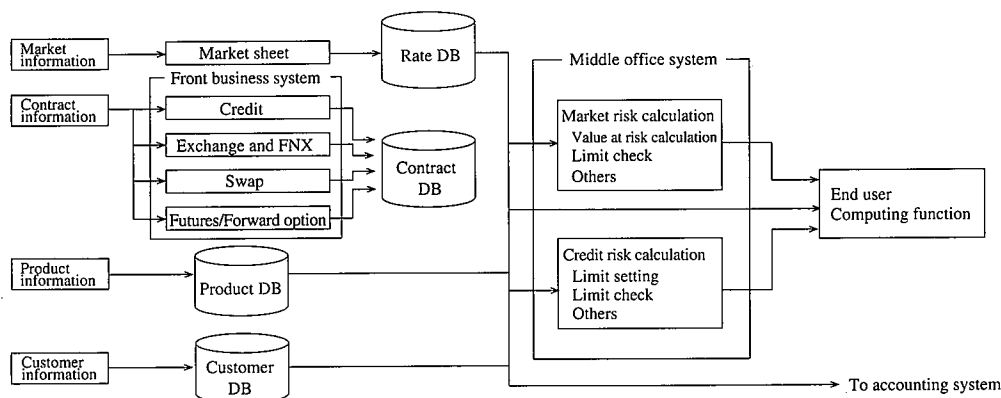 Market
information
Market sheet
Rate DB
Front business system
Contract
information
Credit
Exchange and FNX
Swap
Futures/Forward option
Contract
DB
Middle office system
Market risk calculation
Value at risk calculation
Limit check
Others
End user
Computing function
Product
information
Product DB
Credit risk calculation
Limit setting
Limit check
Others
Customer
information
Customer
DB
To accounting system